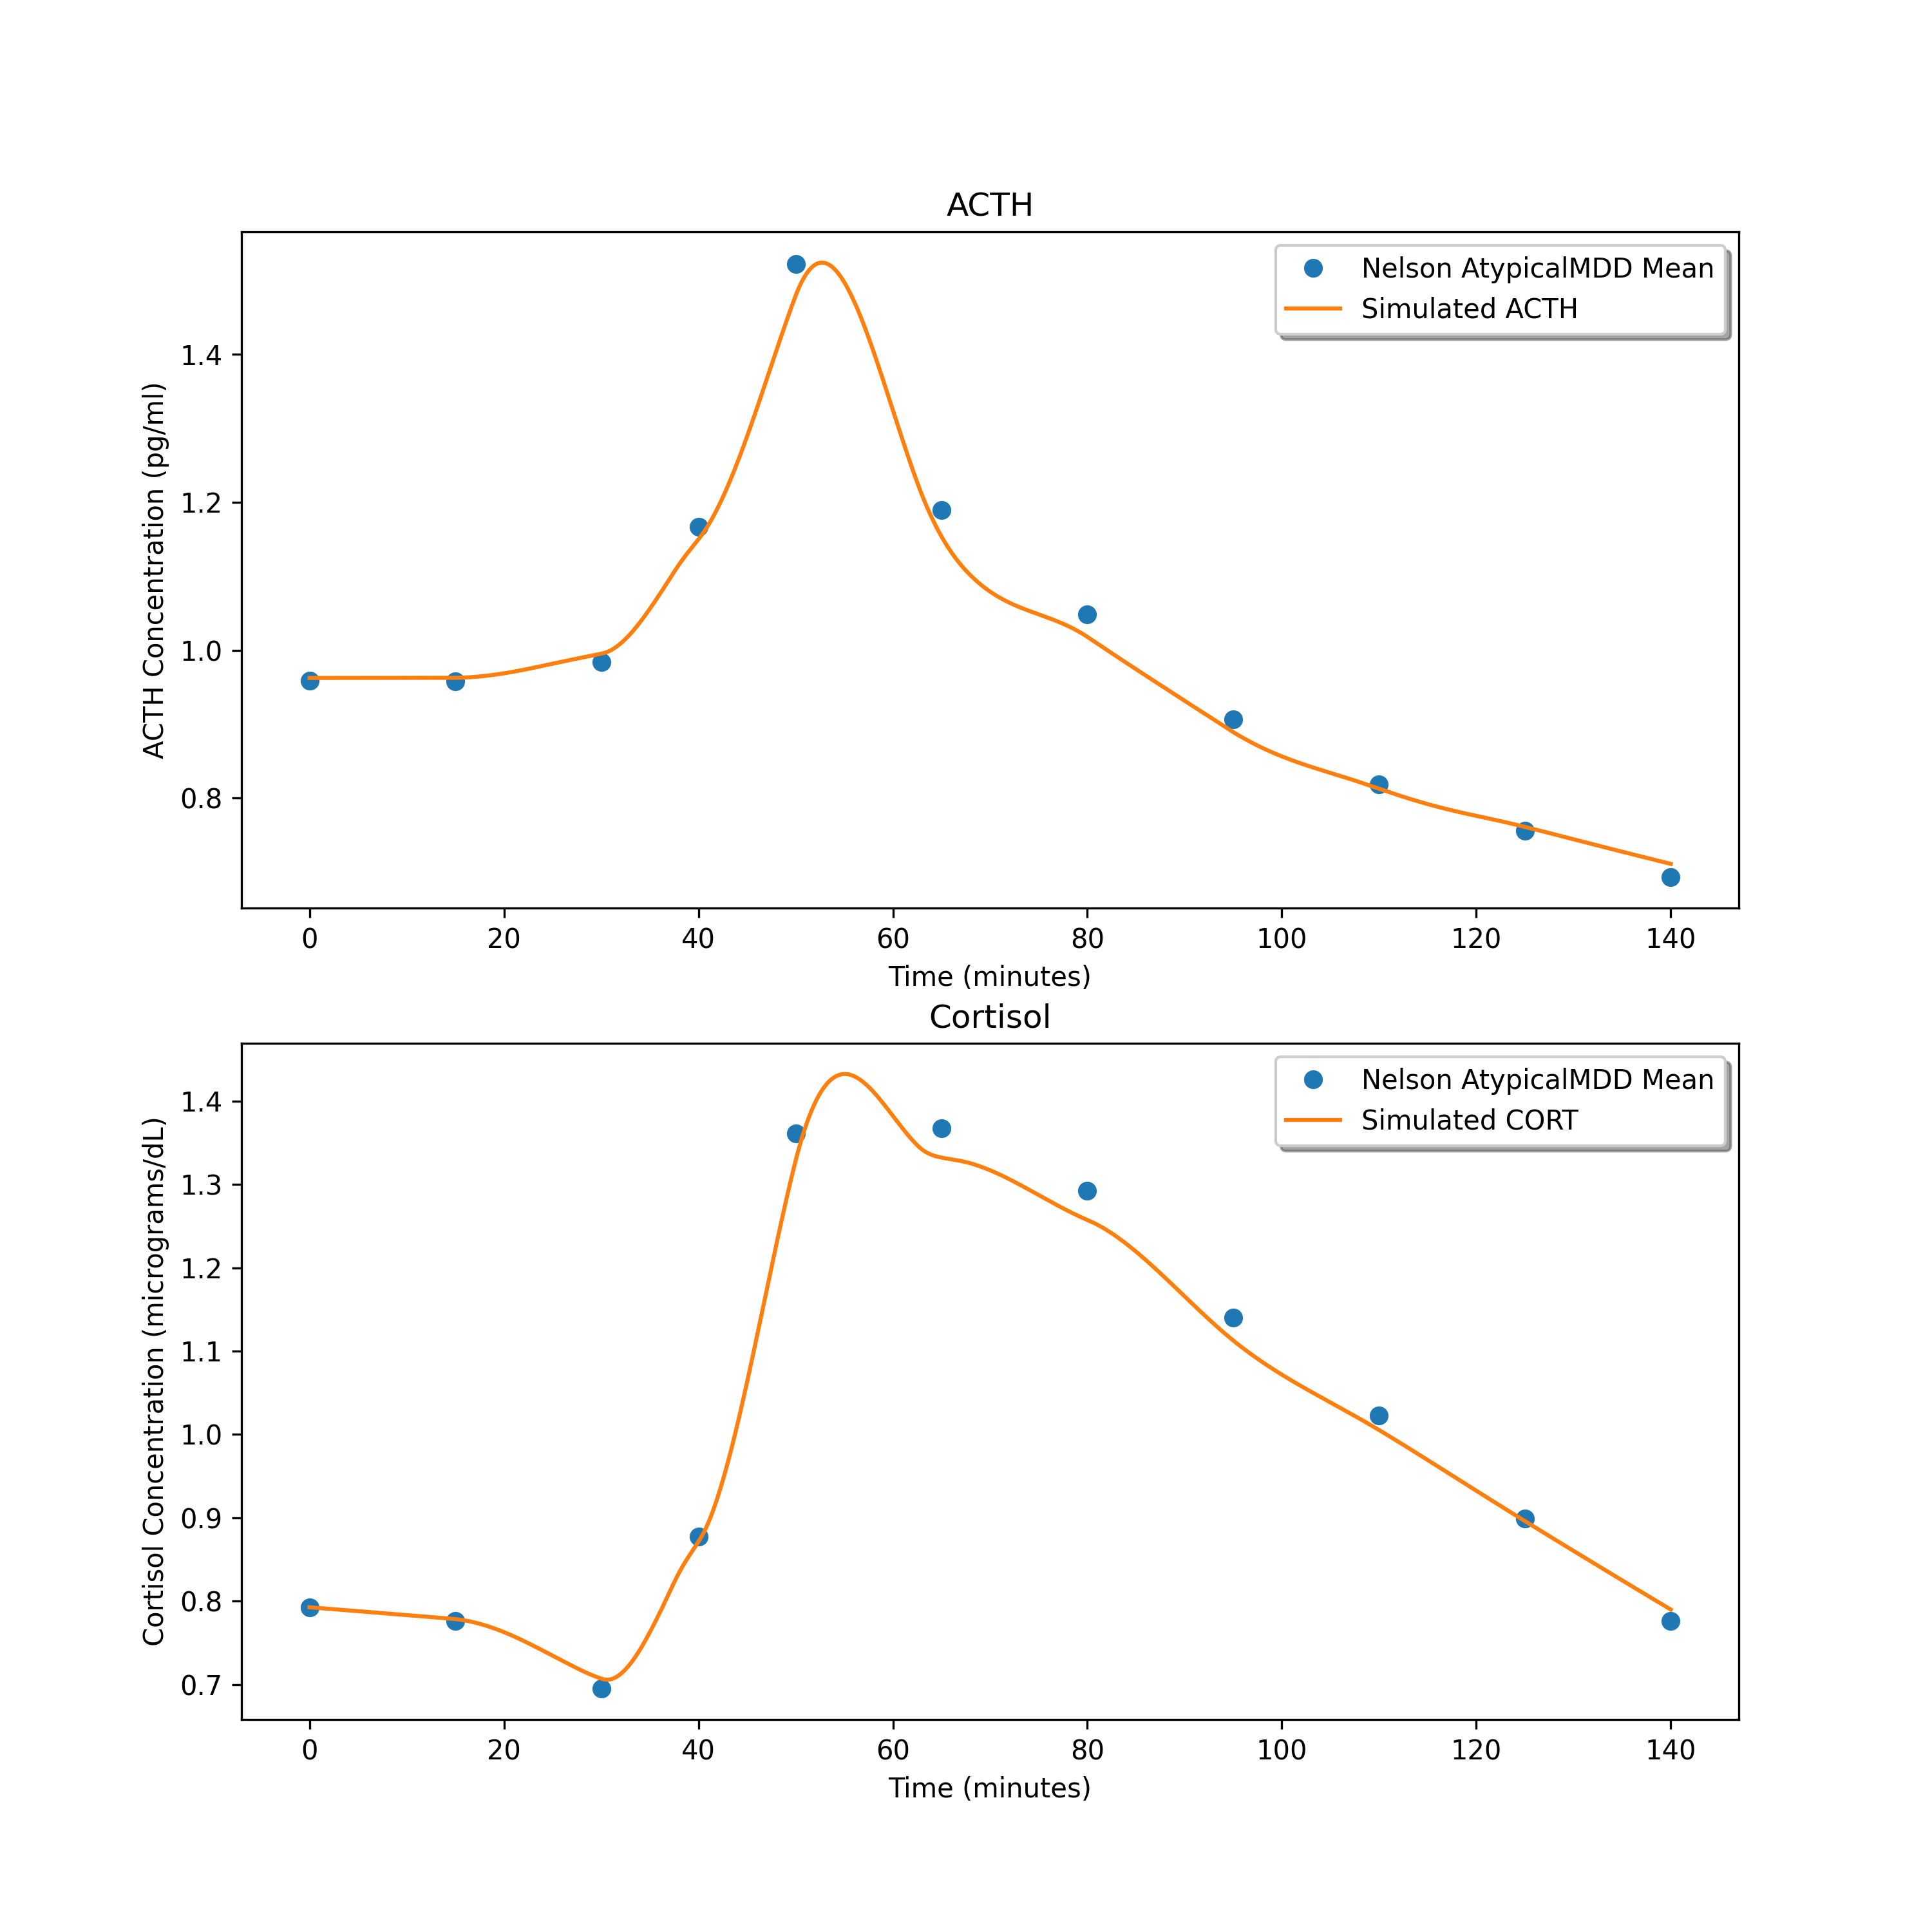 ACTH
Nelson AtypicalMDD Mean
Simulated ACTH
ACTH Concentration (pg/ml)
1.4
1.2
1.0
0.8
0 20 40 60 80 100 120 140
Time (minutes)
Cortisol
Nelson AtypicalMDD Mean
Simulated CORT
Cortisol Concentration (micrograms/dL)
1.4
1.3
1.2
1.1
1.0
0.9
0.8
0.7
0 20 40 60 80 100 120 140
Time (minutes)